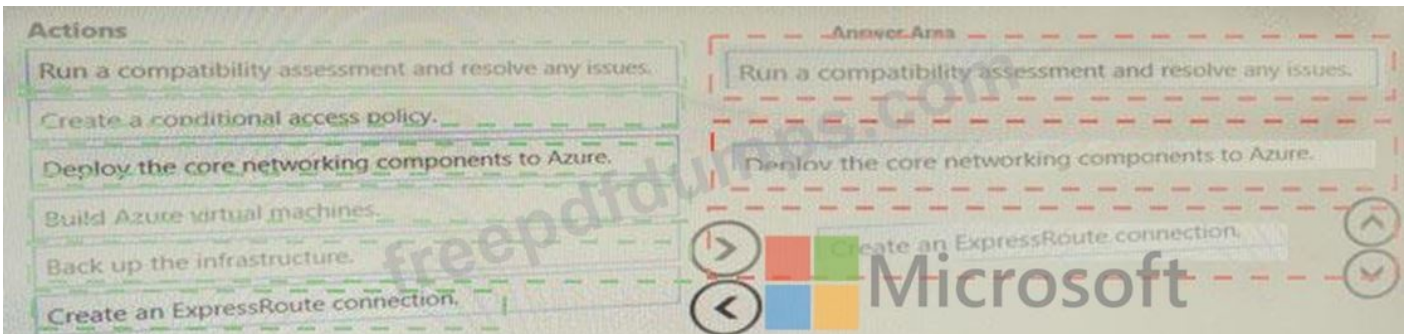 Actions
Answer Area
Run a compatibility assessment and resolve any issues.
Create a conditional access policy.
Deploy the core networking components to Azure.
Build Azure virtual machines.
Back up the infrastructure.
Create an ExpressRoute connection.
Run a compatibility assessment and resolve any issues.
Deploy the core networking components to Azure.
Create an ExpressRoute connection.
freepdfdumps.com
Microsoft